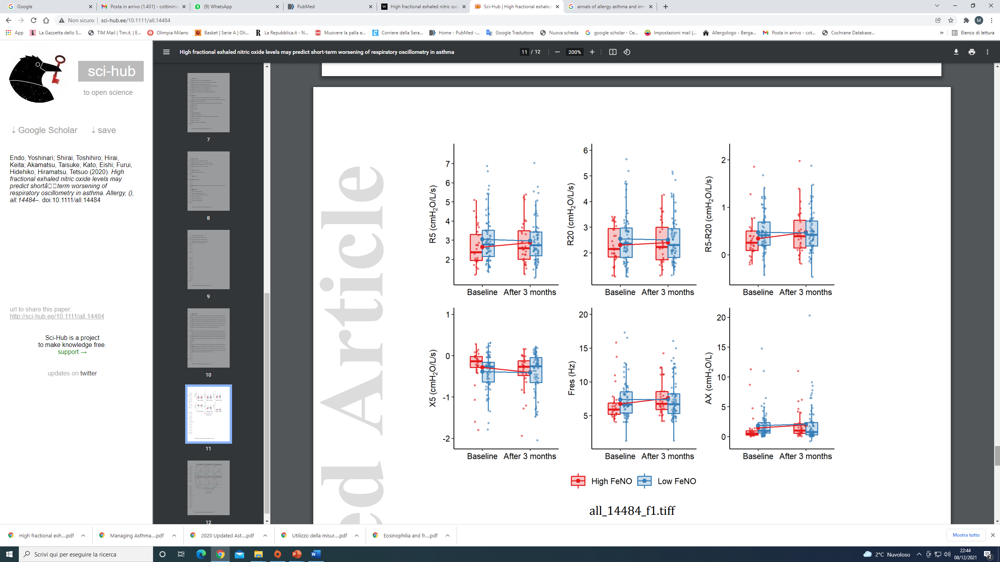 Google
Posta in arrivo (1.431) - cottinima
(9) WhatsApp
PubMed
High fractional exhaled nitric oxic
Sci-Hub | High fractional exhaled
annals of allergy asthma and imn
Non sicuro
sci-hub.ee/10.1111/all.14484
App
La Gazzetta dello S...
TIM Mail | Tim.it, | E...
Olimpia Milano
Basket | Serie A | Oli...
La Repubblica.it - N...
Muovere la palla e...
Corriere della Sera...
Home - PubMed -...
Google Traduttore
Nuova scheda
google scholar - Ce...
Impostazioni mail |...
Allergologo - Berga...
Posta in arrivo - cot...
Cochrane Database...
»
Elenco di lettura
sci-hub
to open science
⇣ Google Scholar ⇣ save
Endo, Yoshinari; Shirai, Toshihiro; Hirai,
Keita; Akamatsu, Taisuke; Kato, Eishi; Furui,
Hidehiko; Hiramatsu, Tetsuo (2020). High
fractional exhaled nitric oxide levels may
predict shortâ▯▯term worsening of
respiratory oscillometry in asthma. Allergy, (),
all.14484–. doi:10.1111/all.14484
url to share this paper:
http://sci-hub.ee/10.1111/all.14484
Sci-Hub is a project
to make knowledge free.
support →
updates on twitter
High fractional exhaled nitric oxide levels may predict short-term worsening of respiratory oscillometry in asthma
11 / 12
200%
7
8
9
10
11
12
Accepted Article
ed Article
R5 (cmH₂O/L/s)
7
6
5
4
3
2
Baseline After 3 months
R20 (cmH₂O/L/s)
6
5
4
3
2
Baseline After 3 months
R5-R20 (cmH₂O/L/s)
2
1
0
Baseline After 3 months
X5 (cmH₂O/L/s)
1
0
-1
-2
Baseline After 3 months
Fres (Hz)
20
15
10
5
Baseline After 3 months
AX (cmH₂O/L)
20
15
10
5
0
Baseline After 3 months
High FeNO Low FeNO
all_14484_f1.tiff
High fractional exh....pdf
Managing Asthma....pdf
2020 Updated Ast....pdf
Utilizzo della misur....pdf
Eosinophilia and fr....pdf
Mostra tutto
Scrivi qui per eseguire la ricerca
2°C Nuvoloso
22:44
08/12/2021
2